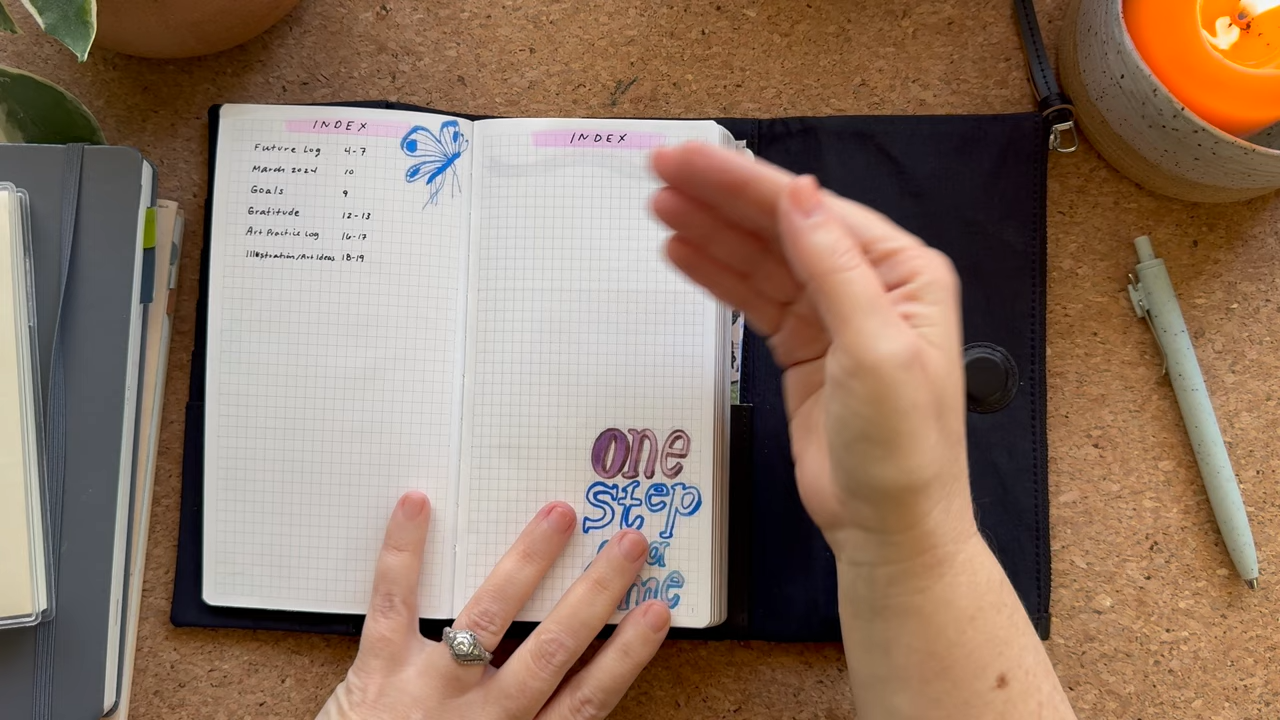 INDEX
Future Log 4-7
March 2024 10
Goals 9
Gratitude 12-13
Art Practice Log 16-17
Illustration/Art Ideas 18-19
INDEX
one
step
a